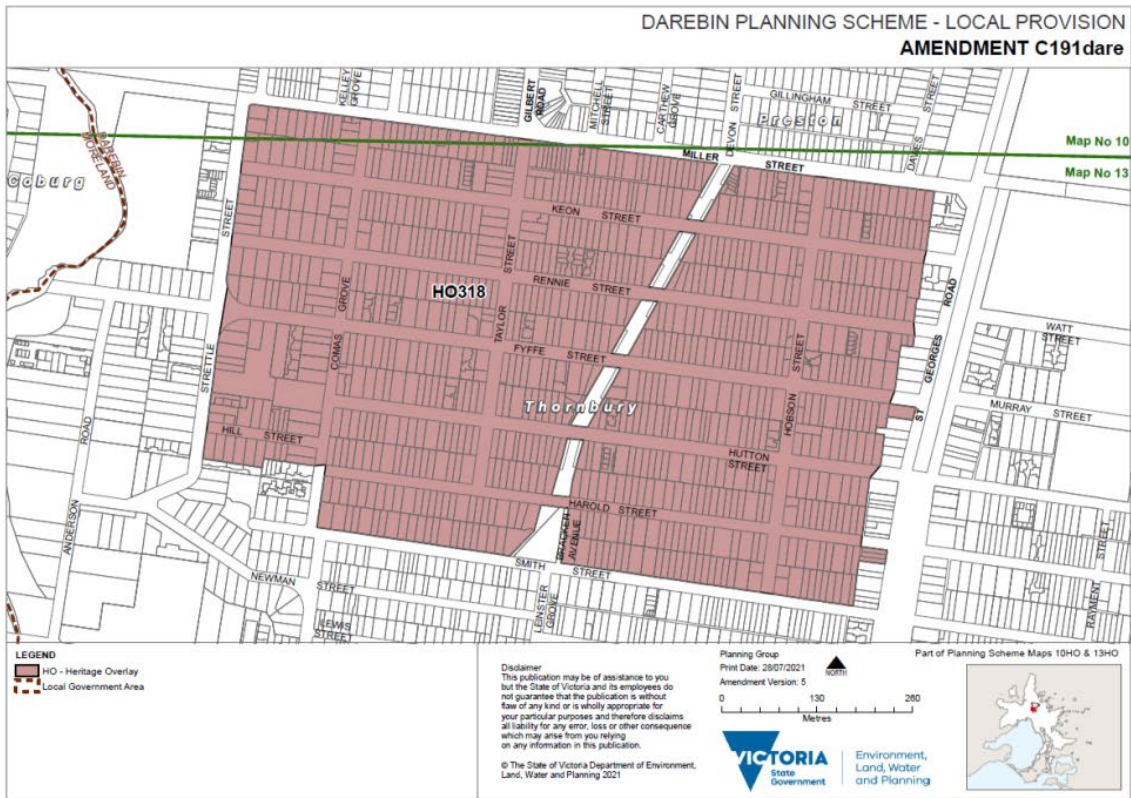 DAREBIN PLANNING SCHEME - LOCAL PROVISION
AMENDMENT C191dare
KELLEY
GROVE
GILBERT
ROAD
MITCHELL
STREET
CARTHEW
GROVE
DEVON STREET
GILLINGHAM STREET
Preston
DAVIES STREET
DAREBIN
MORELAND
Coburg
Map No 10
Map No 13
MILLER STREET
STREET
KEON STREET
STREET
RENNIE STREET
HO318
GROVE
TAYLOR
ROAD
WATT
STREET
FYFFE STREET
STREET
COMAS
STRETTLE
GEORGES
Thornbury
HOBSON
ST
MURRAY STREET
ROAD
HILL STREET
HUTTON
STREET
HAROLD STREET
BRACKEN
AVENUE
ANDERSON
SMITH STREET
NEWMAN STREET
LEWIS
STREET
LEINSTER
GROVE
STREET
RAYMENT
LEGEND
HO - Heritage Overlay
Local Government Area
Disclaimer
This publication may be of assistance to you
but the State of Victoria and its employees do
not guarantee that the publication is without
flaw of any kind or is wholly appropriate for
your particular purposes and therefore disclaims
all liability for any error, loss or other consequence
which may arise from you relying
on any information in this publication.
© The State of Victoria Department of Environment,
Land, Water and Planning 2021
Planning Group
Print Date: 28/07/2021
Amendment Version: 5
NORTH
0 130 260
Metres
VICTORIA
State
Government
Environment,
Land, Water
and Planning
Part of Planning Scheme Maps 10HO & 13HO